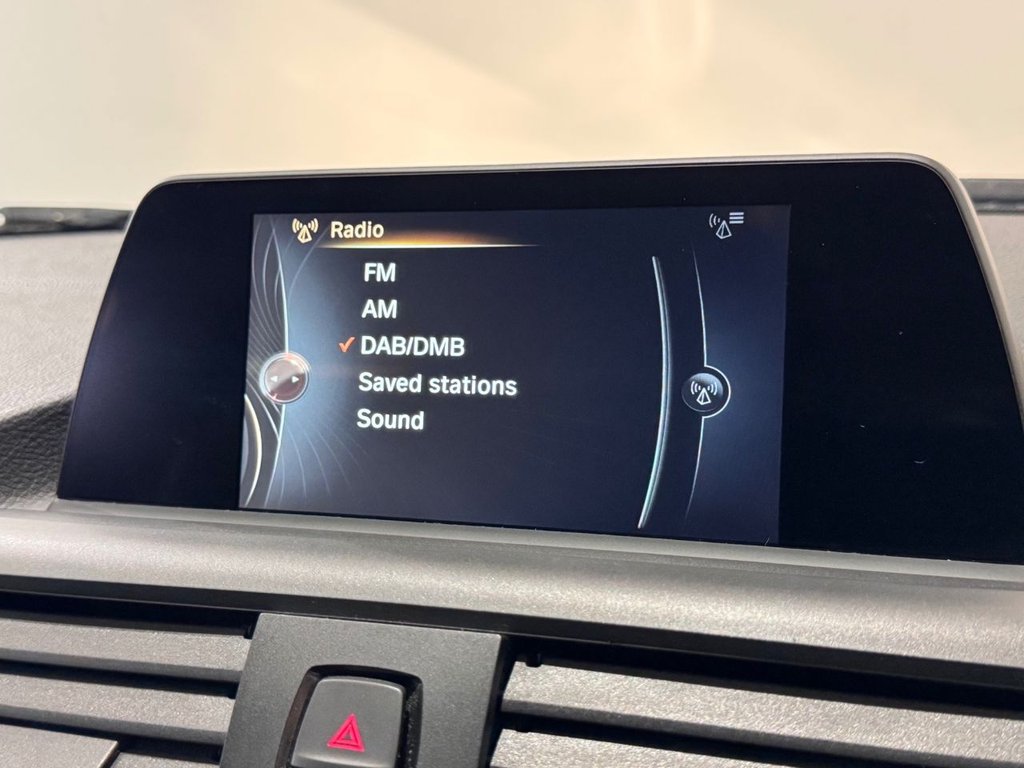 Radio
FM
AM
DAB/DMB
Saved stations
Sound